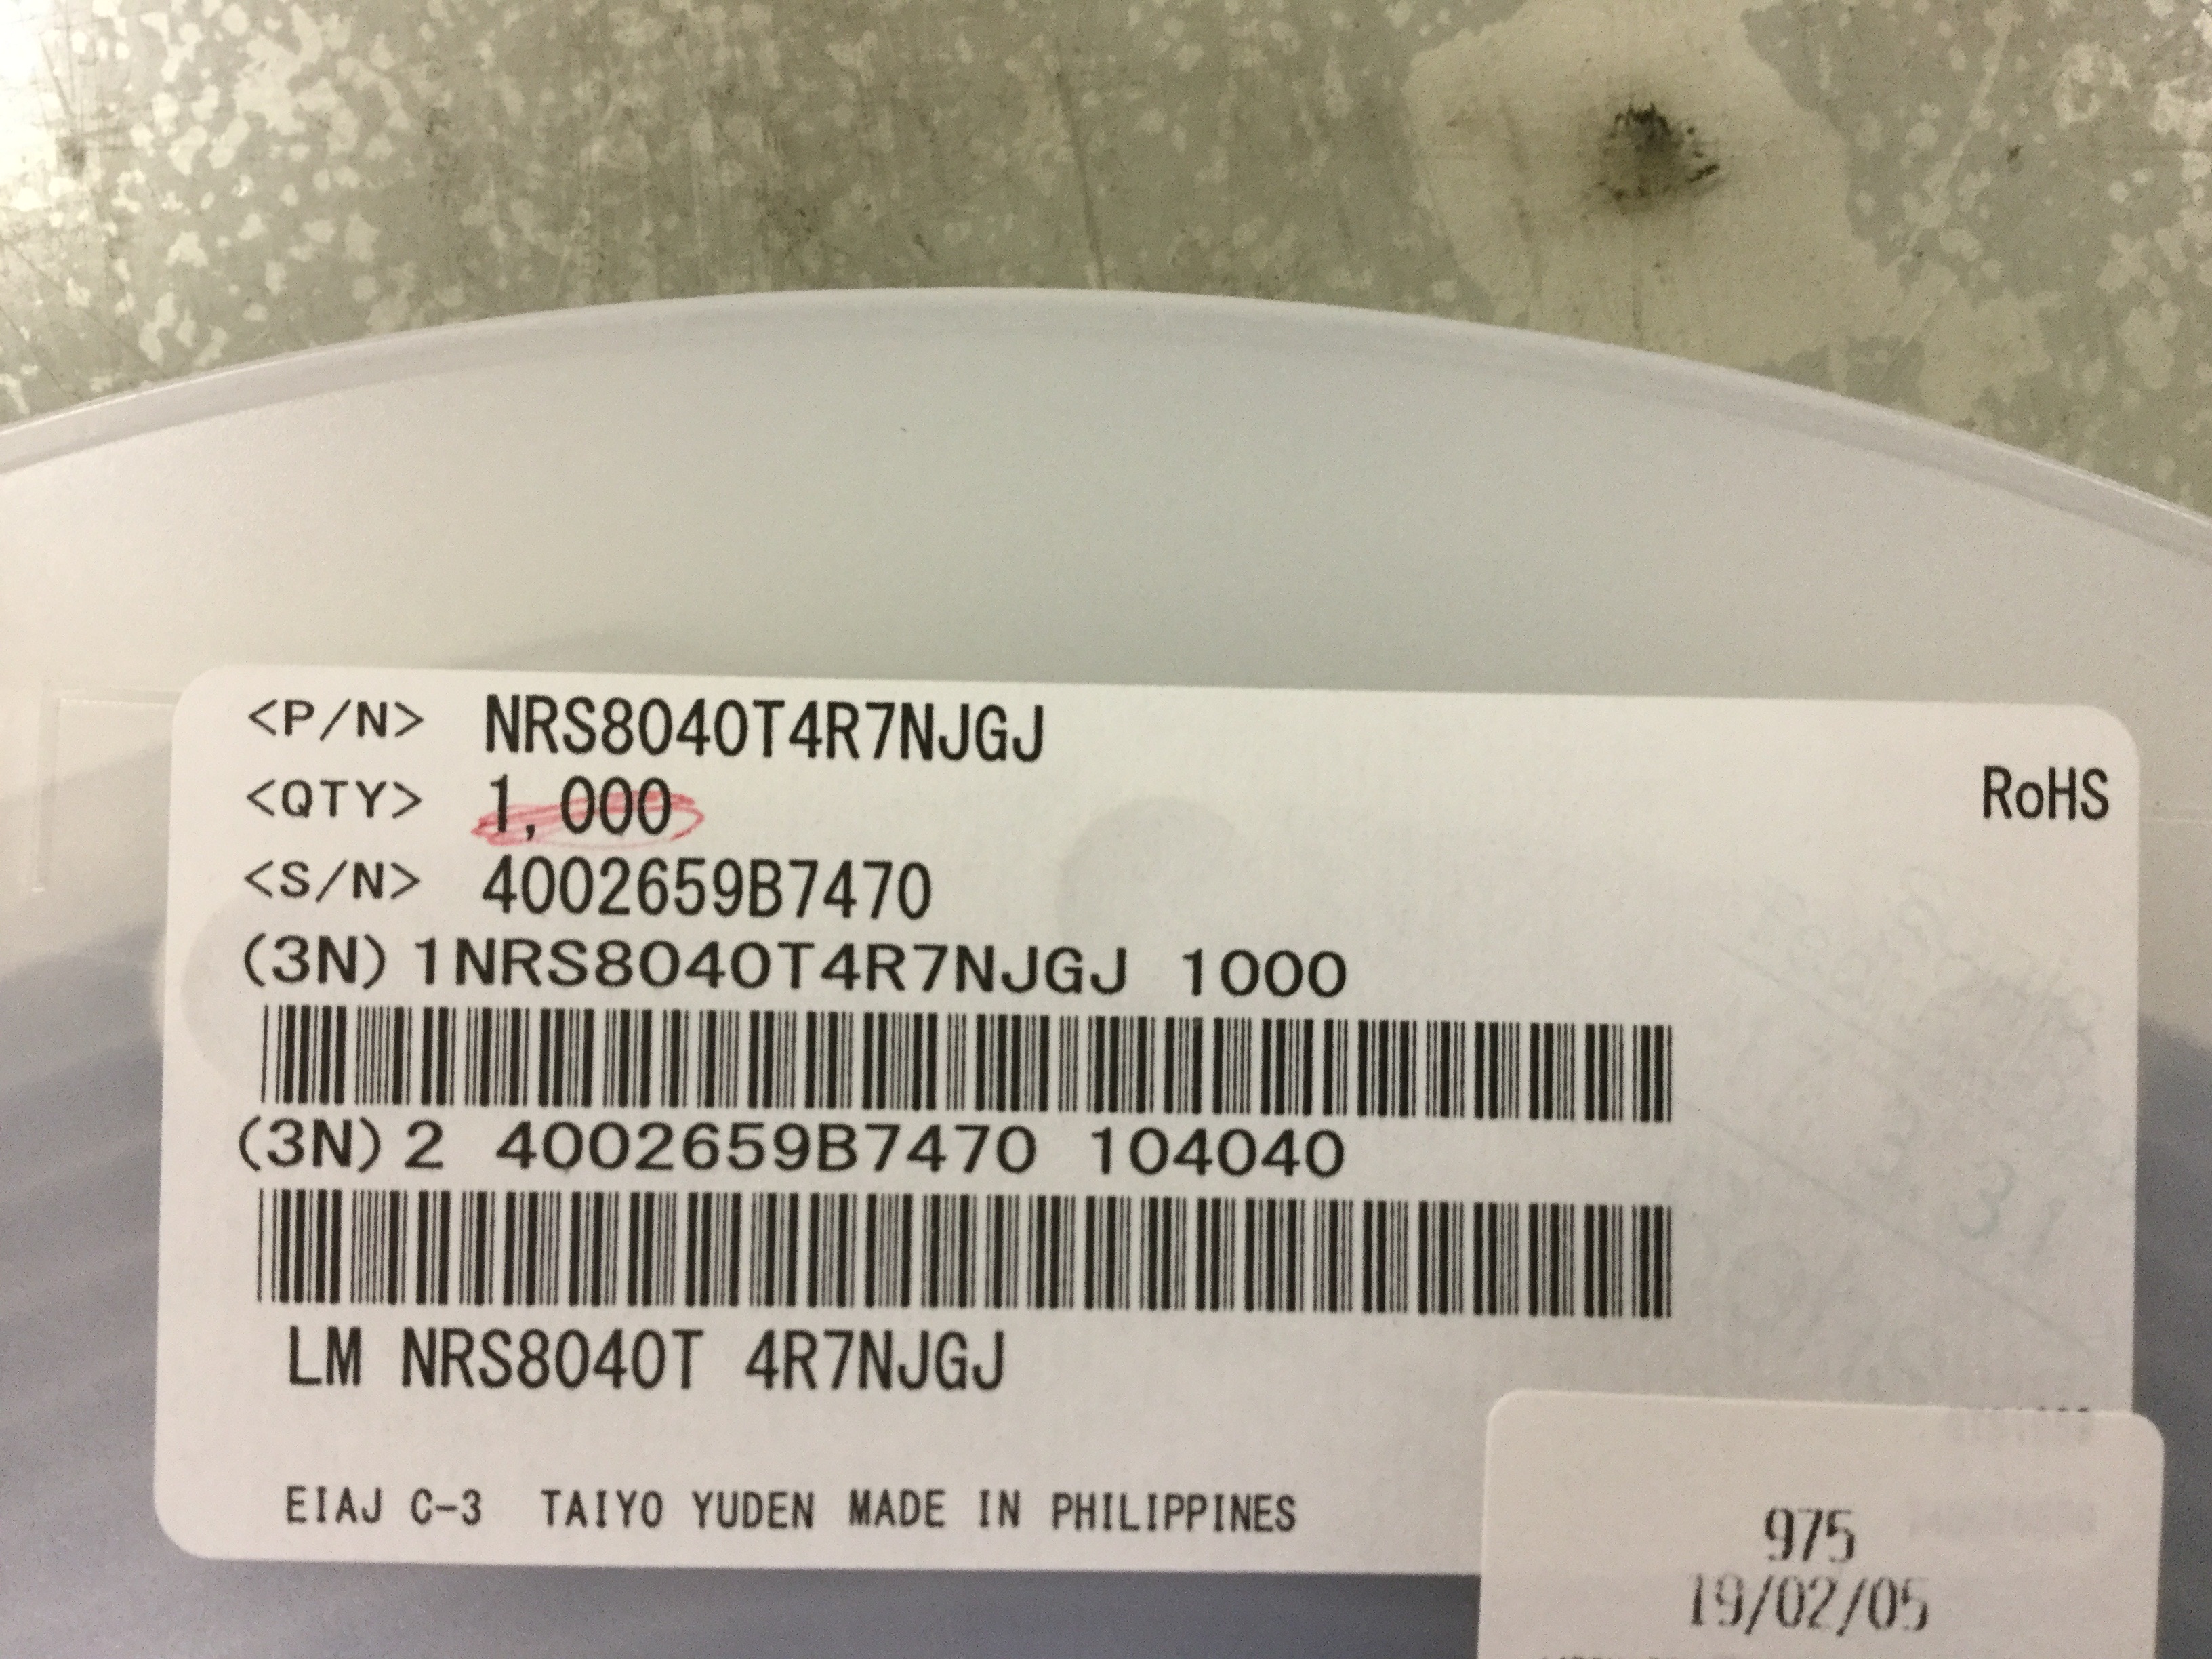 <P/N> NRS8040T4R7NJGJ
<QTY> 1,000
RoHS
<S/N> 4002659B7470
(3N) 1NRS8040T4R7NJGJ 1000
(3N) 2 4002659B7470 104040
LM NRS8040T 4R7NJGJ
EIAJ C-3 TAIYO YUDEN MADE IN PHILIPPINES
975
19/02/05